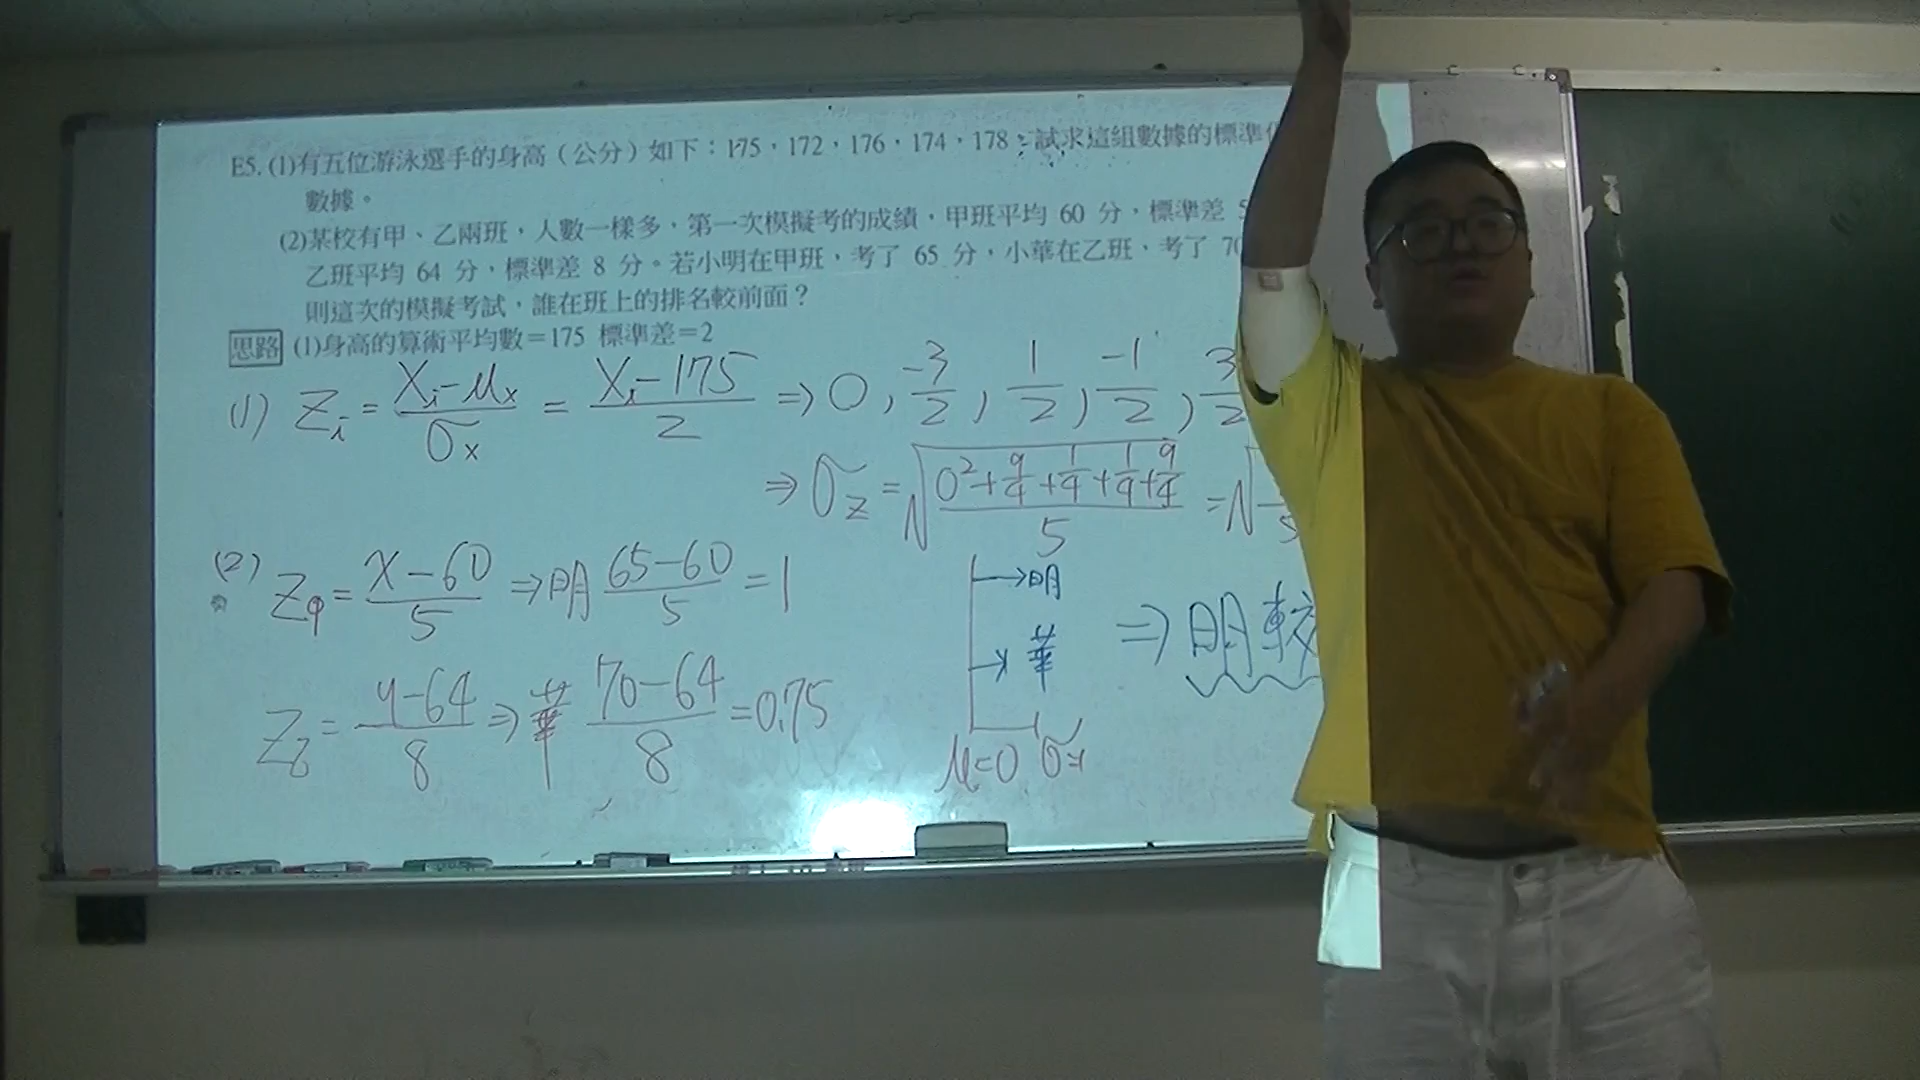 E5. (1)有五位游泳選手的身高（公分）如下：175，172，176，174，178，試求這組數據的標準
數據。
(2)某校有甲、乙兩班，人數一樣多，第一次模擬考的成績，甲班平均 60 分，標準差 5
乙班平均 64 分，標準差 8 分。若小明在甲班，考了 65 分，小華在乙班，考了 70
則這次的模擬考試，誰在班上的排名較前面？
思路 (1)身高的算術平均數＝175 標準差＝2
(1) Z_i = (X_i - μ_x)/σ_x = (X_i - 175)/2 ⇒ 0, -3/2, 1/2, -1/2, 3/2
⇒ σ_z = √((0²+9/4+1/4+1/4+9/4)/5) = √
(2) Z_甲 = (x-60)/5 ⇒ 明 (65-60)/5 = 1
Z_乙 = (y-64)/8 ⇒ 華 (70-64)/8 = 0.75
→明
→華
μ=0 σ=1
⇒ 明較